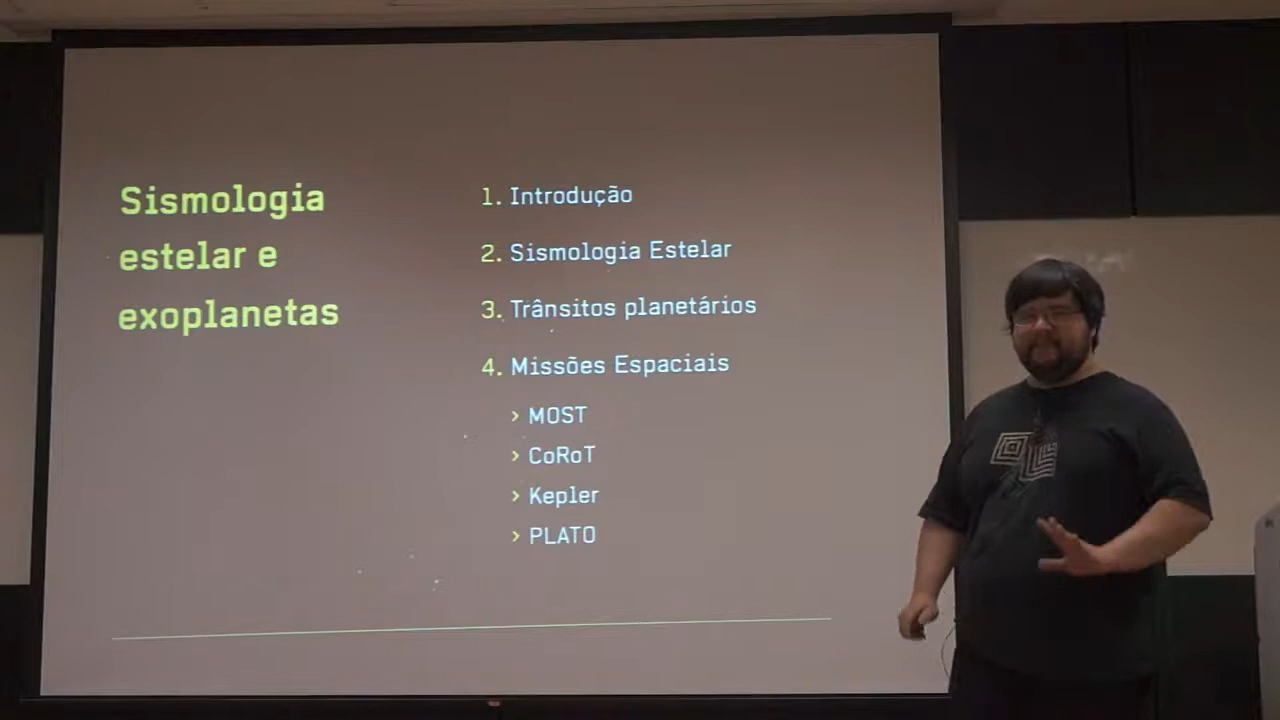 Sismologia
estelar e
exoplanetas
1. Introdução
2. Sismologia Estelar
3. Trânsitos planetários
4. Missões Espaciais
> MOST
> CoRoT
> Kepler
> PLATO